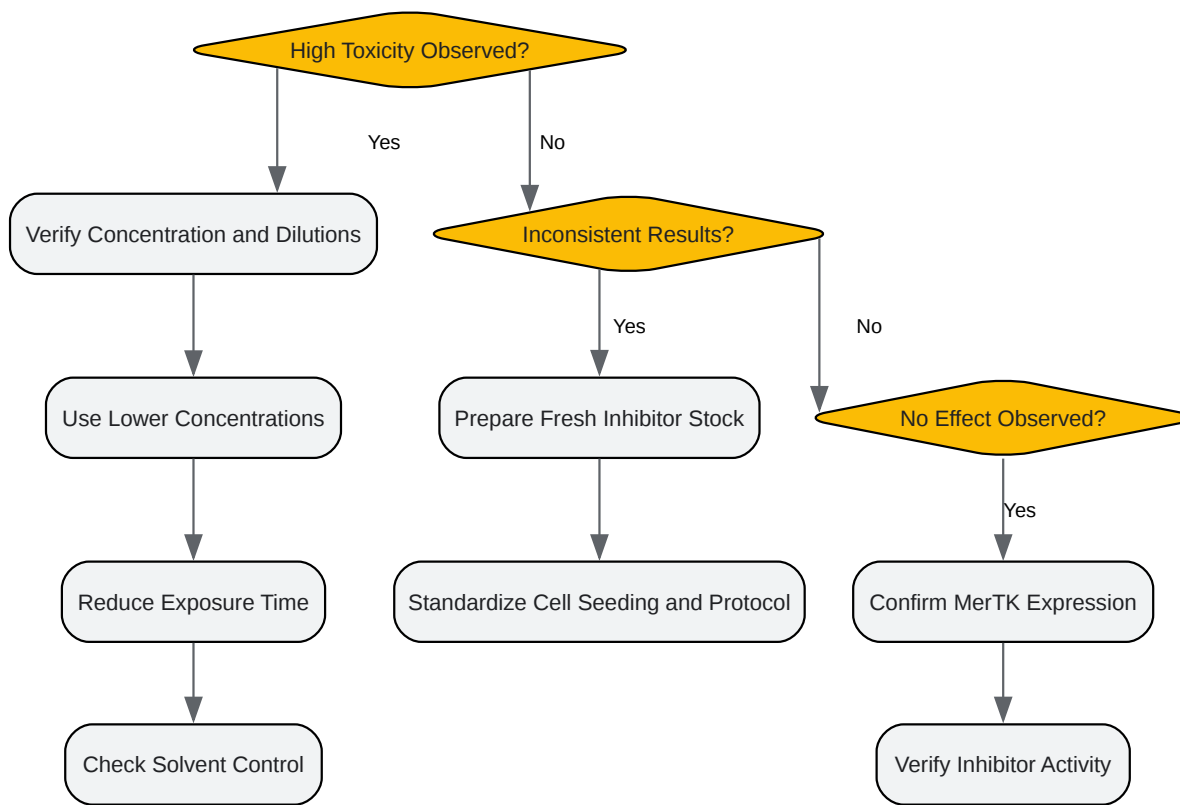 High Toxicity Observed?
Yes
No
Verify Concentration and Dilutions
Inconsistent Results?
Yes
No
Use Lower Concentrations
Prepare Fresh Inhibitor Stock
No Effect Observed?
Yes
Reduce Exposure Time
Standardize Cell Seeding and Protocol
Confirm MerTK Expression
Check Solvent Control
Verify Inhibitor Activity